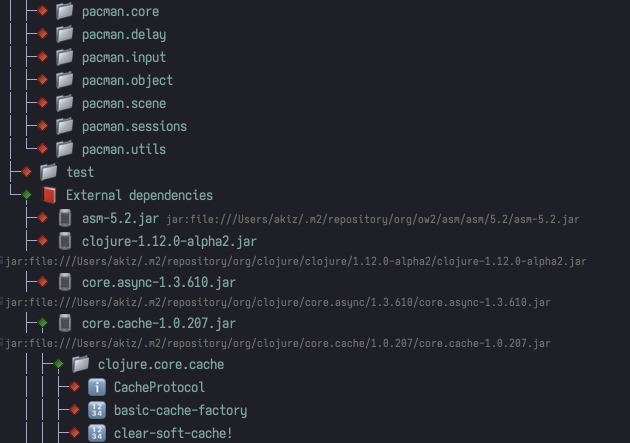 pacman.core
pacman.delay
pacman.input
pacman.object
pacman.scene
pacman.sessions
pacman.utils
test
External dependencies
asm-5.2.jar jar:file:///Users/akiz/.m2/repository/org/ow2/asm/asm/5.2/asm-5.2.jar
clojure-1.12.0-alpha2.jar
jar:file:///Users/akiz/.m2/repository/org/clojure/clojure/1.12.0-alpha2/clojure-1.12.0-alpha2.jar
core.async-1.3.610.jar
jar:file:///Users/akiz/.m2/repository/org/clojure/core.async/1.3.610/core.async-1.3.610.jar
core.cache-1.0.207.jar
jar:file:///Users/akiz/.m2/repository/org/clojure/core.cache/1.0.207/core.cache-1.0.207.jar
clojure.core.cache
CacheProtocol
basic-cache-factory
clear-soft-cache!